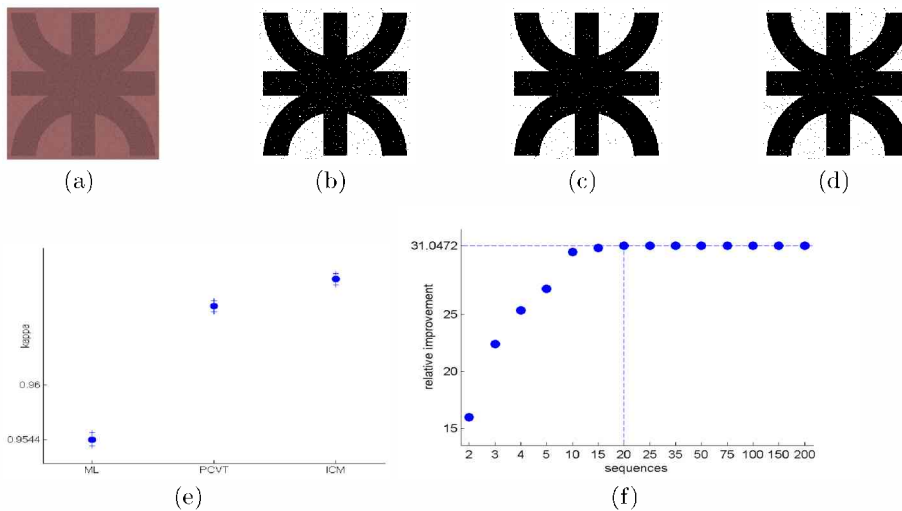 (a)
(b)
(c)
(d)
kappa
0.96
0.9544
ML
PCVT
ICM
(e)
relative improvement
31.0472
25
20
15
2 3 4 5 10 15 20 25 35 50 75 100 150 200
sequences
(f)